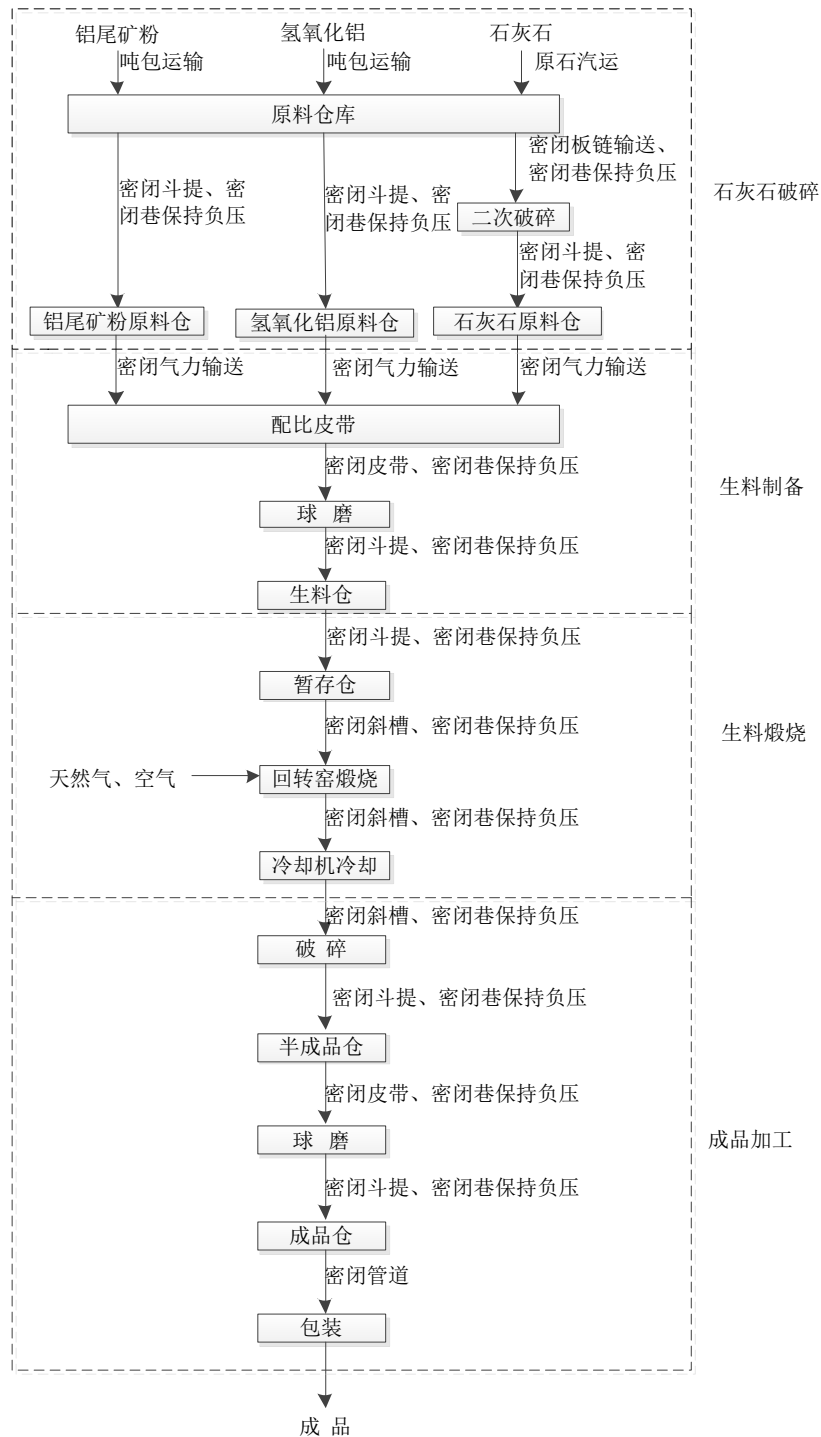 铝尾矿粉
氢氧化铝
石灰石
吨包运输
吨包运输
原石汽运
原料仓库
密闭斗提、密
闭巷保持负压
密闭斗提、密
闭巷保持负压
密闭板链输送、
密闭巷保持负压
石灰石破碎
二次破碎
密闭斗提、密
闭巷保持负压
铝尾矿粉原料仓
氢氧化铝原料仓
石灰石原料仓
密闭气力输送
密闭气力输送
密闭气力输送
配比皮带
密闭皮带、密闭巷保持负压
生料制备
球 磨
密闭斗提、密闭巷保持负压
生料仓
密闭斗提、密闭巷保持负压
暂存仓
密闭斜槽、密闭巷保持负压
生料煅烧
天然气、空气
回转窑煅烧
密闭斜槽、密闭巷保持负压
冷却机冷却
密闭斜槽、密闭巷保持负压
破 碎
密闭斗提、密闭巷保持负压
半成品仓
密闭皮带、密闭巷保持负压
球 磨
成品加工
密闭斗提、密闭巷保持负压
成品仓
密闭管道
包装
成 品